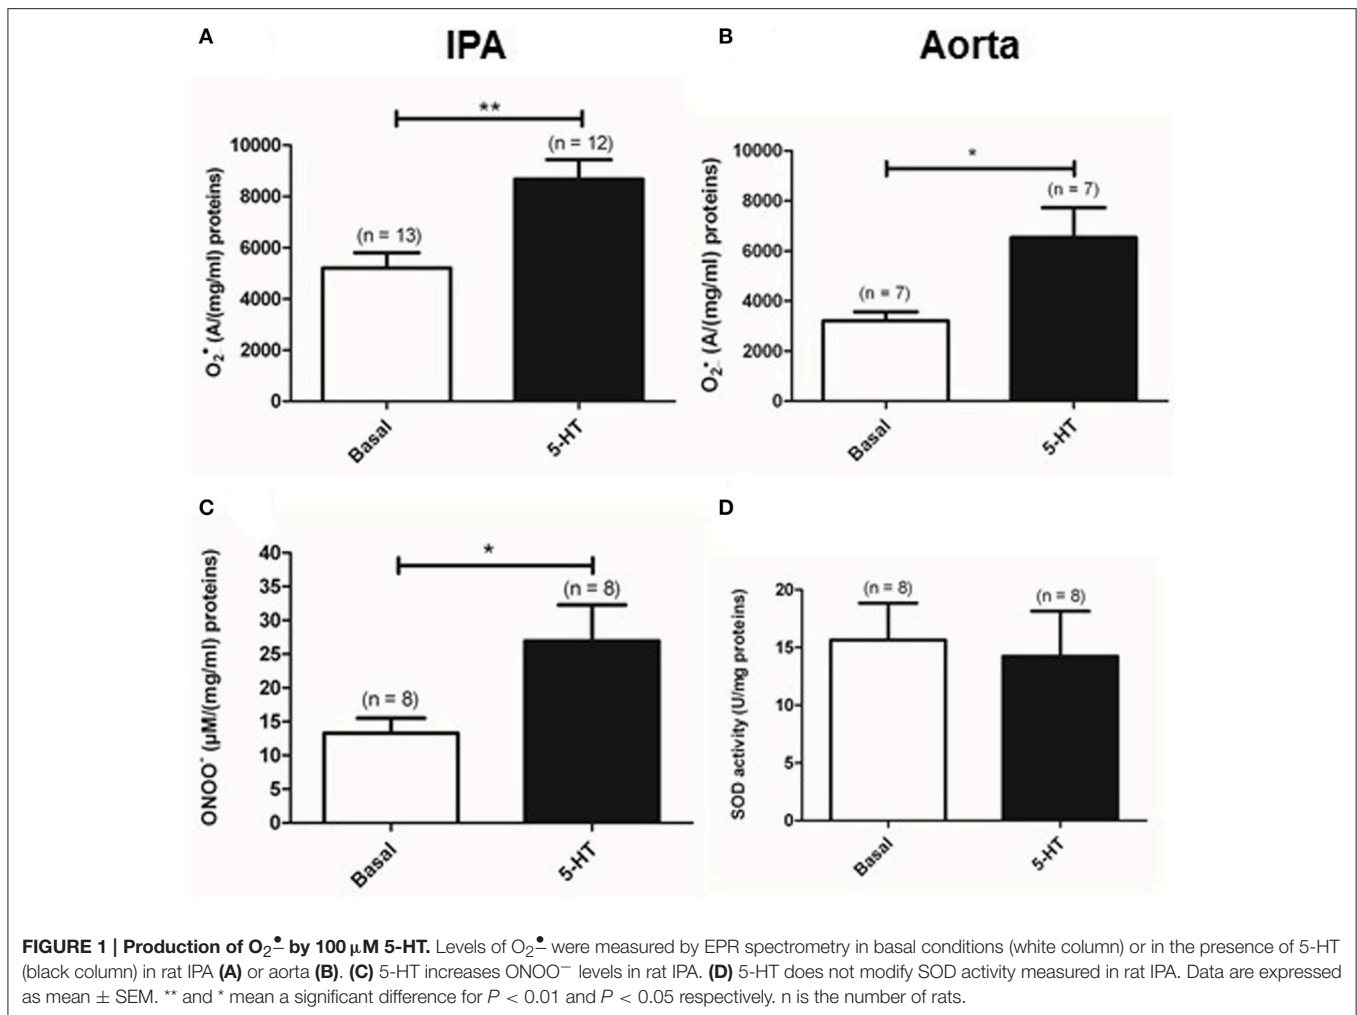 A
IPA
B
Aorta
**
(n = 12)
(n = 13)
10000
8000
6000
4000
2000
0
O2•− (A/(mg/ml) proteins)
Basal
5-HT
*
(n = 7)
(n = 7)
10000
8000
6000
4000
2000
0
O2•− (A/(mg/ml) proteins)
Basal
5-HT
C
*
(n = 8)
(n = 8)
40
35
30
25
20
15
10
5
0
ONOO- (µM/(mg/ml) proteins)
Basal
5-HT
D
(n = 8)
(n = 8)
20
15
10
5
0
SOD activity (U/mg proteins)
Basal
5-HT
FIGURE 1 | Production of O2•− by 100 µM 5-HT. Levels of O2•− were measured by EPR spectrometry in basal conditions (white column) or in the presence of 5-HT
(black column) in rat IPA (A) or aorta (B). (C) 5-HT increases ONOO− levels in rat IPA. (D) 5-HT does not modify SOD activity measured in rat IPA. Data are expressed
as mean ± SEM. ** and * mean a significant difference for P < 0.01 and P < 0.05 respectively. n is the number of rats.